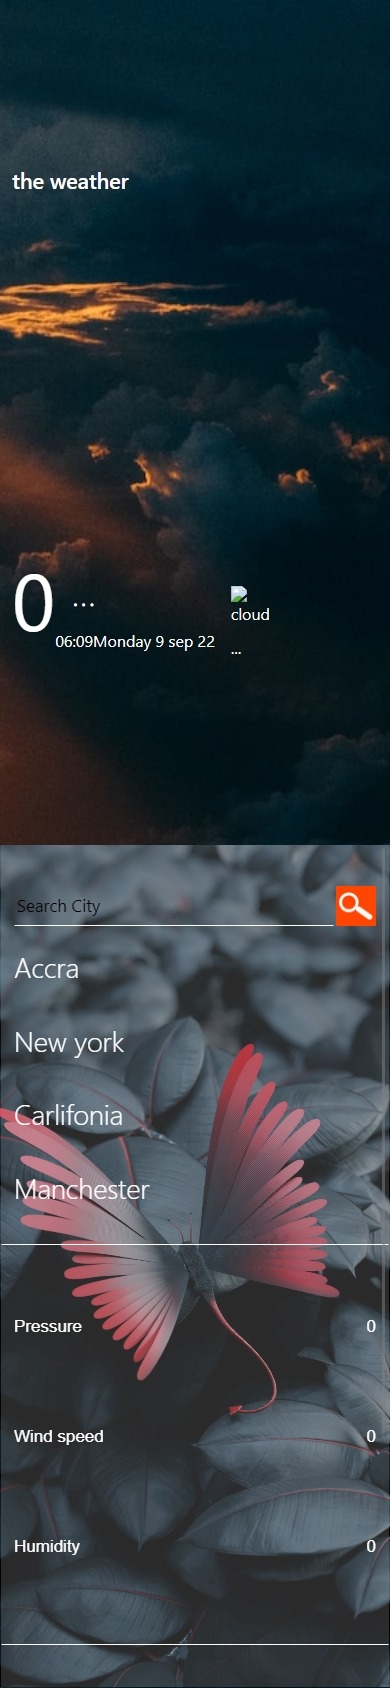 the weather
0 ...
06:09Monday 9 sep 22
cloud
...
Search City
Accra
New york
Carlifonia
Manchester
Pressure 0
Wind speed 0
Humidity 0